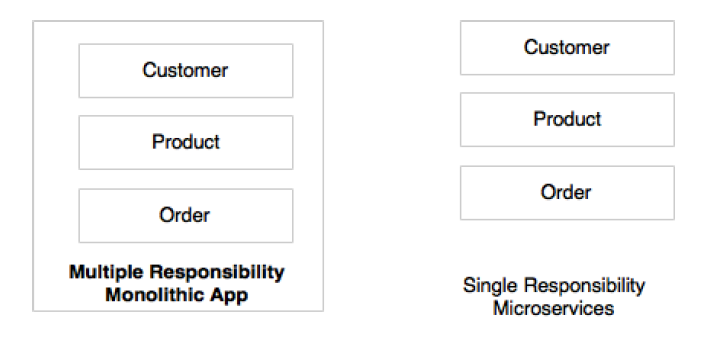 Customer
Product
Order
Multiple Responsibility
Monolithic App
Customer
Product
Order
Single Responsibility
Microservices